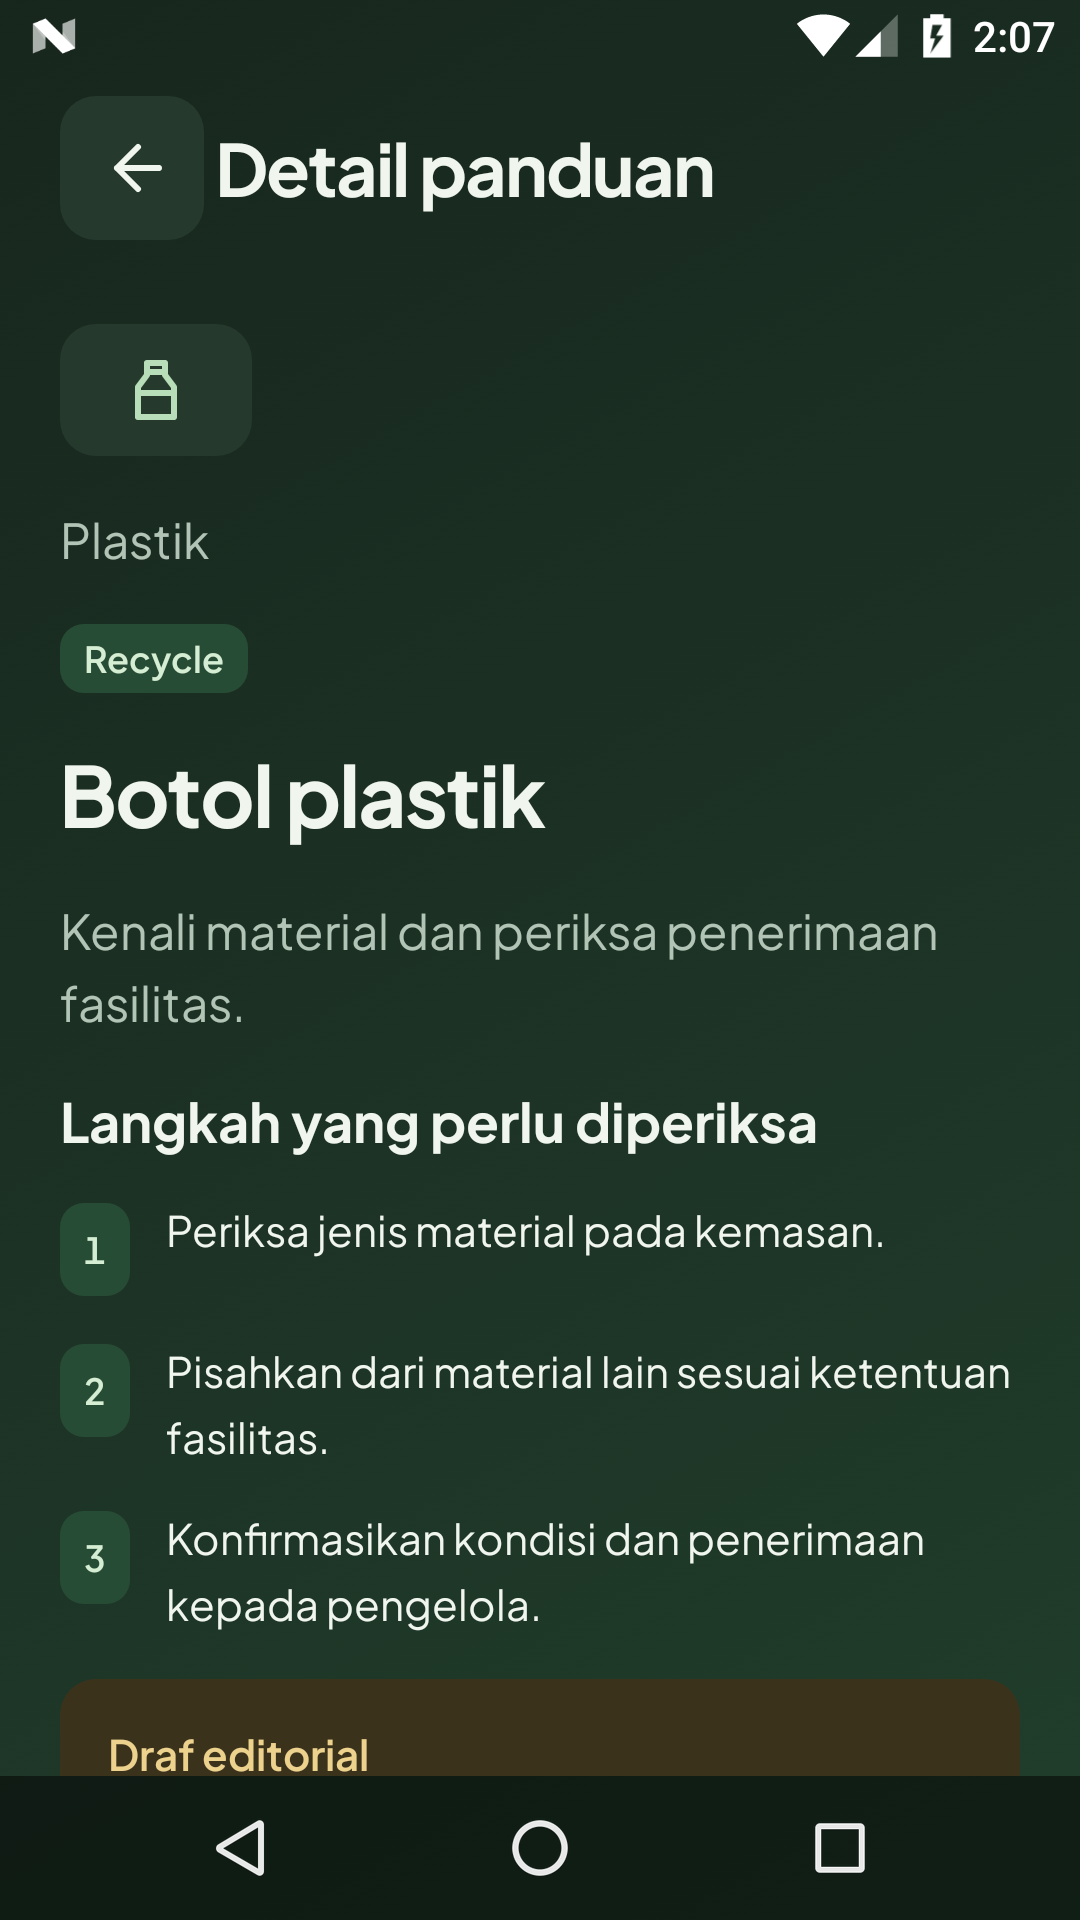 2:07
Detail panduan
Plastik
Recycle
Botol plastik
Kenali material dan periksa penerimaan
fasilitas.
Langkah yang perlu diperiksa
1
Periksa jenis material pada kemasan.
2
Pisahkan dari material lain sesuai ketentuan
fasilitas.
3
Konfirmasikan kondisi dan penerimaan
kepada pengelola.
Draf editorial